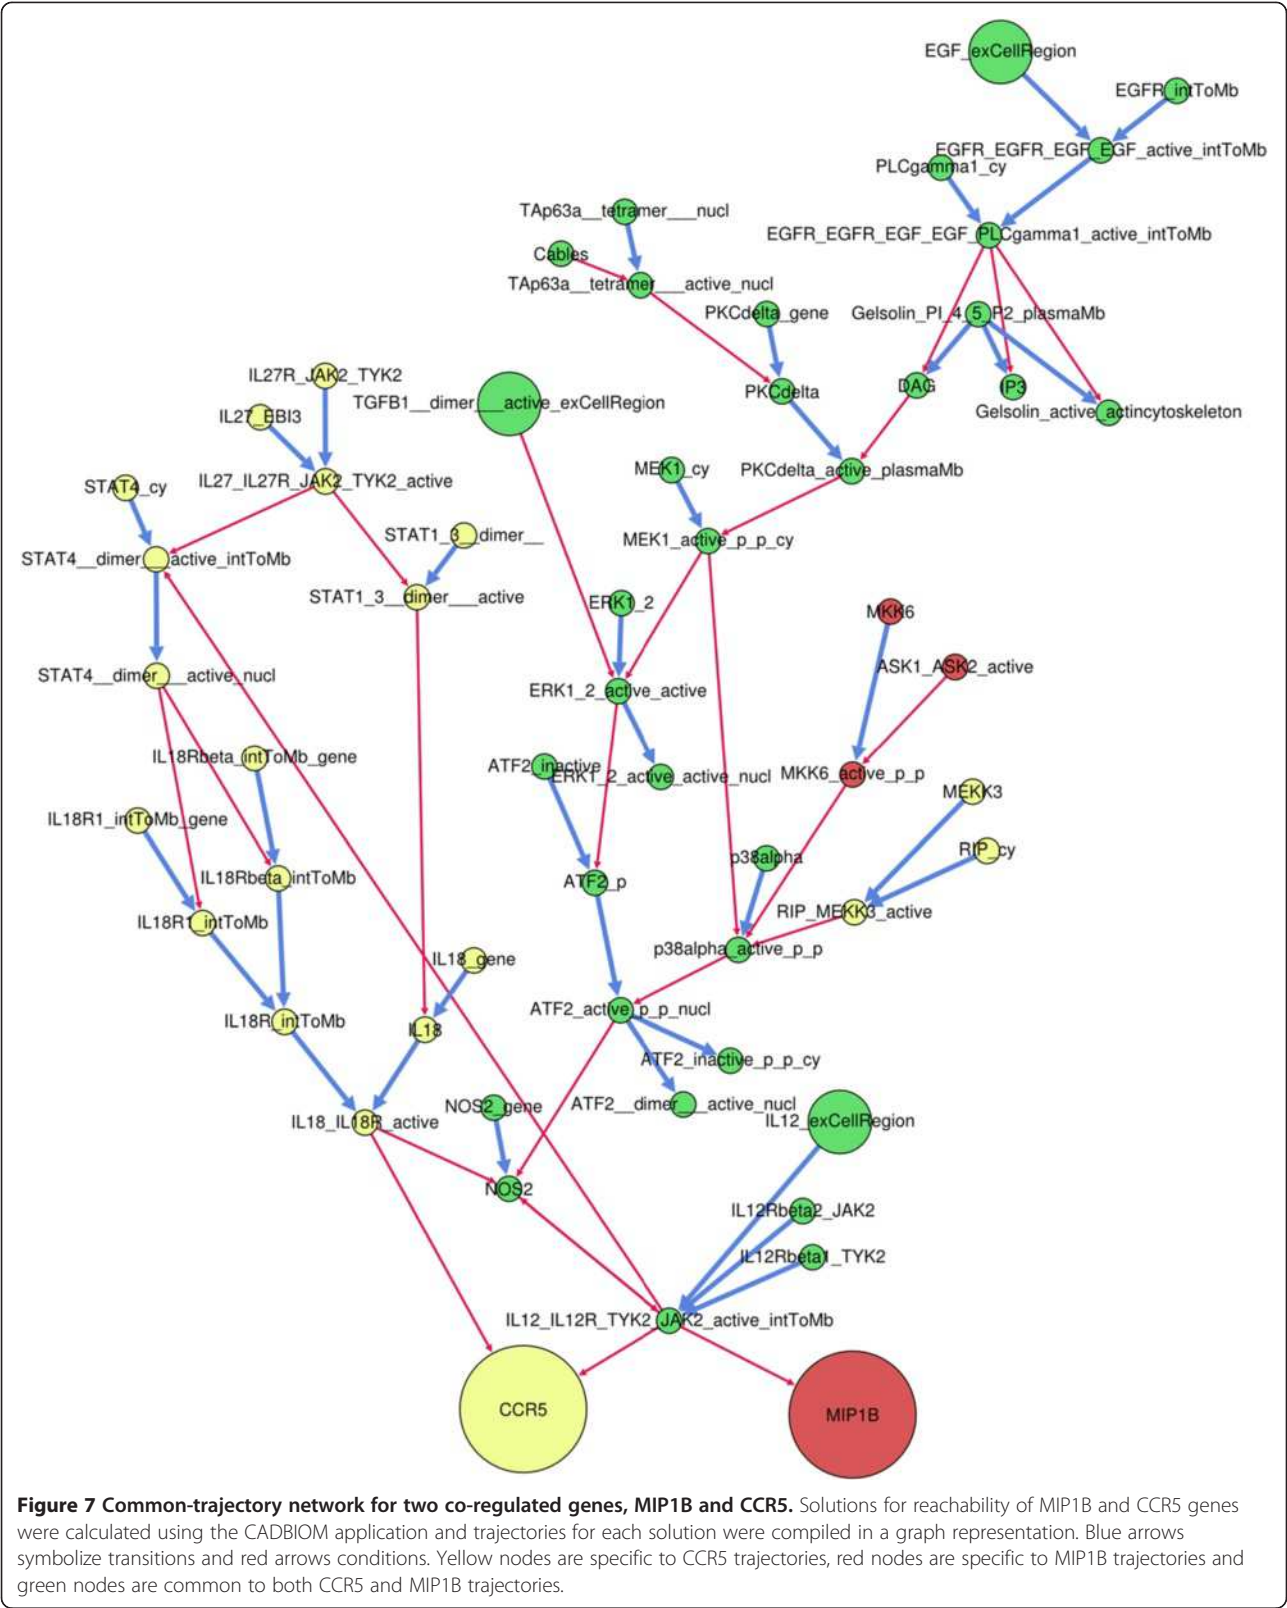 EGF_exCellRegion
EGFR_intToMb
EGFR_EGFR_EGF_EGF_active_intToMb
PLCgamma1_cy
TAp63a__tetramer___nucl
EGFR_EGFR_EGF_EGF_PLCgamma1_active_intToMb
Cables
TAp63a__tetramer___active_nucl
PKCdelta_gene
Gelsolin_PI_4_5_P2_plasmaMb
IL27R_JAK2_TYK2
DAG
IP3
PKCdelta
TGFB1__dimer___active_exCellRegion
Gelsolin_active_actincytoskeleton
IL27_EBI3
MEK1_cy
PKCdelta_active_plasmaMb
IL27_IL27R_JAK2_TYK2_active
STAT4_cy
STAT1_3__dimer__
MEK1_active_p_p_cy
STAT4__dimer___active_intToMb
STAT1_3__dimer___active
ERK1_2
MKK6
ASK1_ASK2_active
STAT4__dimer___active_nucl
ERK1_2_active_active
IL18Rbeta_intToMb_gene
ATF2_inactive
ERK1_2_active_active_nucl
MKK6_active_p_p
MEKK3
IL18R1_intToMb_gene
RIP_cy
p38alpha
IL18Rbeta_intToMb
ATF2_p
RIP_MEKK3_active
IL18R1_intToMb
p38alpha_active_p_p
IL18_gene
ATF2_active_p_p_nucl
IL18R_intToMb
IL18
ATF2_inactive_p_p_cy
NOS2_gene
ATF2__dimer___active_nucl
IL18_IL18R_active
IL12_exCellRegion
NOS2
IL12Rbeta2_JAK2
IL12Rbeta1_TYK2
IL12_IL12R_TYK2_JAK2_active_intToMb
CCR5
MIP1B
Figure 7 Common-trajectory network for two co-regulated genes, MIP1B and CCR5. Solutions for reachability of MIP1B and CCR5 genes
were calculated using the CADBIOM application and trajectories for each solution were compiled in a graph representation. Blue arrows
symbolize transitions and red arrows conditions. Yellow nodes are specific to CCR5 trajectories, red nodes are specific to MIP1B trajectories and
green nodes are common to both CCR5 and MIP1B trajectories.